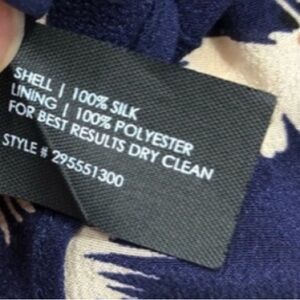 SHELL | 100% SILK
LINING | 100% POLYESTER
FOR BEST RESULTS DRY CLEAN
STYLE # 295551300